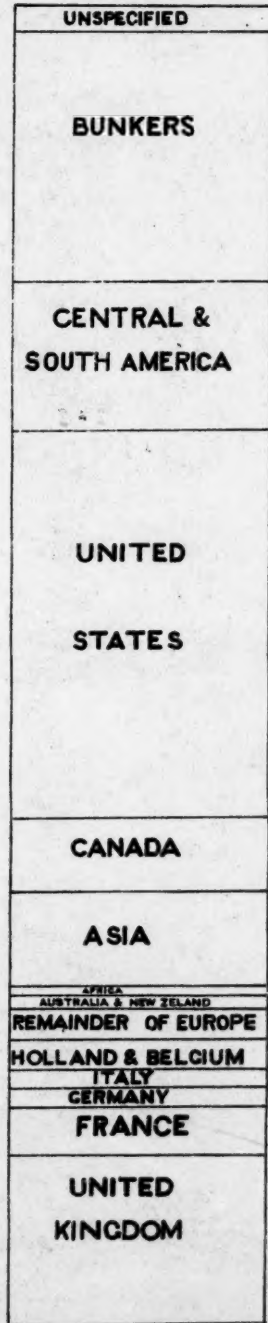 UNSPECIFIED
BUNKERS
CENTRAL &
SOUTH AMERICA
UNITED
STATES
CANADA
ASIA
AFRICA
AUSTRALIA & NEW ZELAND
REMAINDER OF EUROPE
HOLLAND & BELGIUM
ITALY
GERMANY
FRANCE
UNITED
KINGDOM